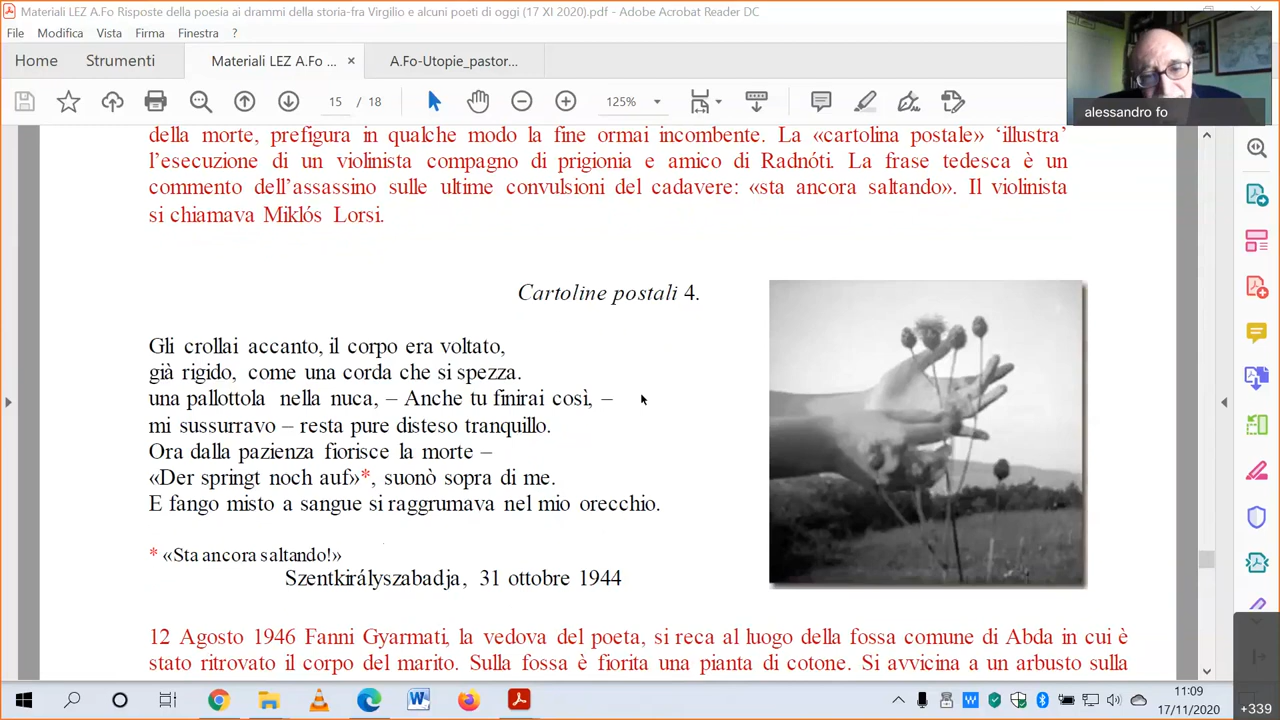 Materiali LEZ A.Fo Risposte della poesia ai drammi della storia-fra Virgilio e alcuni poeti di oggi (17 XI 2020).pdf - Adobe Acrobat Reader DC
File Modifica Vista Firma Finestra ?
Home Strumenti Materiali LEZ A.Fo ... × A.Fo-Utopie_pastor...
15 / 18 125%
alessandro fo
della morte, prefigura in qualche modo la fine ormai incombente. La «cartolina postale» ‘illustra’
l’esecuzione di un violinista compagno di prigionia e amico di Radnóti. La frase tedesca è un
commento dell’assassino sulle ultime convulsioni del cadavere: «sta ancora saltando». Il violinista
si chiamava Miklós Lorsi.
Cartoline postali 4.
Gli crollai accanto, il corpo era voltato,
già rigido, come una corda che si spezza.
una pallottola nella nuca, – Anche tu finirai così, –
mi sussurravo – resta pure disteso tranquillo.
Ora dalla pazienza fiorisce la morte –
«Der springt noch auf»*, suonò sopra di me.
E fango misto a sangue si raggrumava nel mio orecchio.
* «Sta ancora saltando!»
Szentkirályszabadja, 31 ottobre 1944
12 Agosto 1946 Fanni Gyarmati, la vedova del poeta, si reca al luogo della fossa comune di Abda in cui è
stato ritrovato il corpo del marito. Sulla fossa è fiorita una pianta di cotone. Si avvicina a un arbusto sulla
11:09
17/11/2020
+339